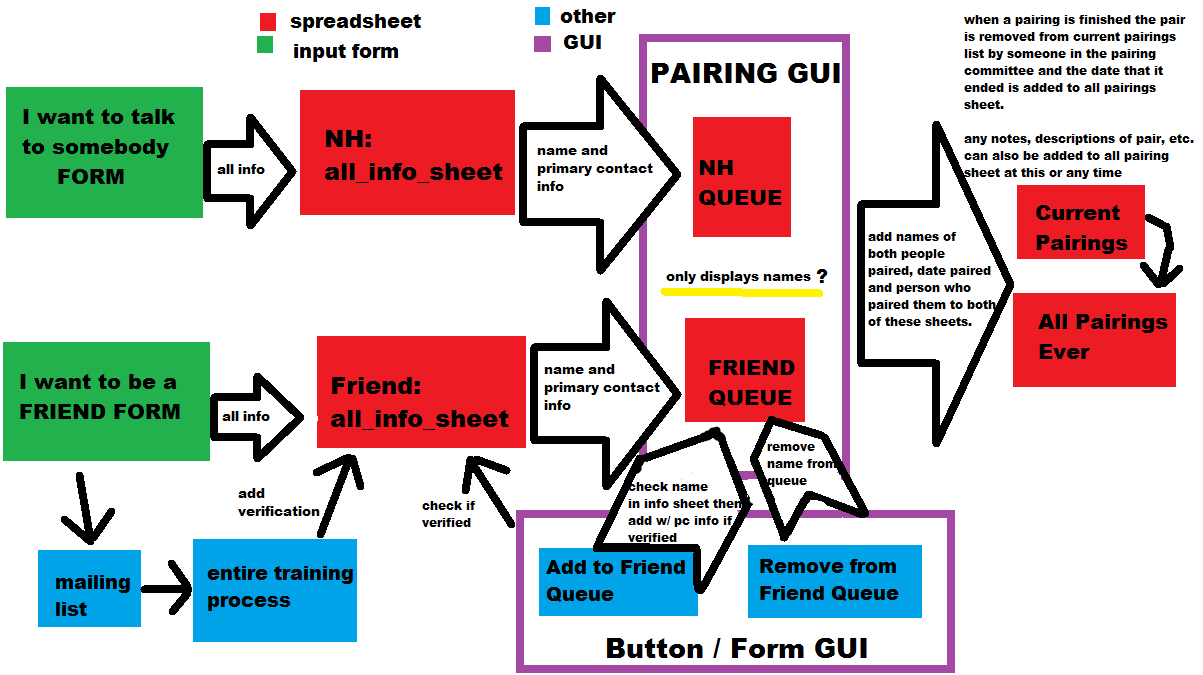 spreadsheet
input form
other
GUI
when a pairing is finished the pair
is removed from current pairings
list by someone in the pairing
committee and the date that it
ended is added to all pairings
sheet.
any notes, descriptions of pair, etc.
can also be added to all pairing
sheet at this or any time
PAIRING GUI
I want to talk
to somebody
FORM
all info
NH:
all_info_sheet
name and
primary contact
info
NH
QUEUE
only displays names ?
add names of
both people
paired, date paired
and person who
paired them to both
of these sheets.
Current
Pairings
All Pairings
Ever
I want to be a
FRIEND FORM
all info
Friend:
all_info_sheet
name and
primary contact
info
FRIEND
QUEUE
add
verification
check if
verified
check name
in info sheet then
add w/ pc info if
verified
remove
name from
queue
mailing
list
entire training
process
Add to Friend
Queue
Remove from
Friend Queue
Button / Form GUI